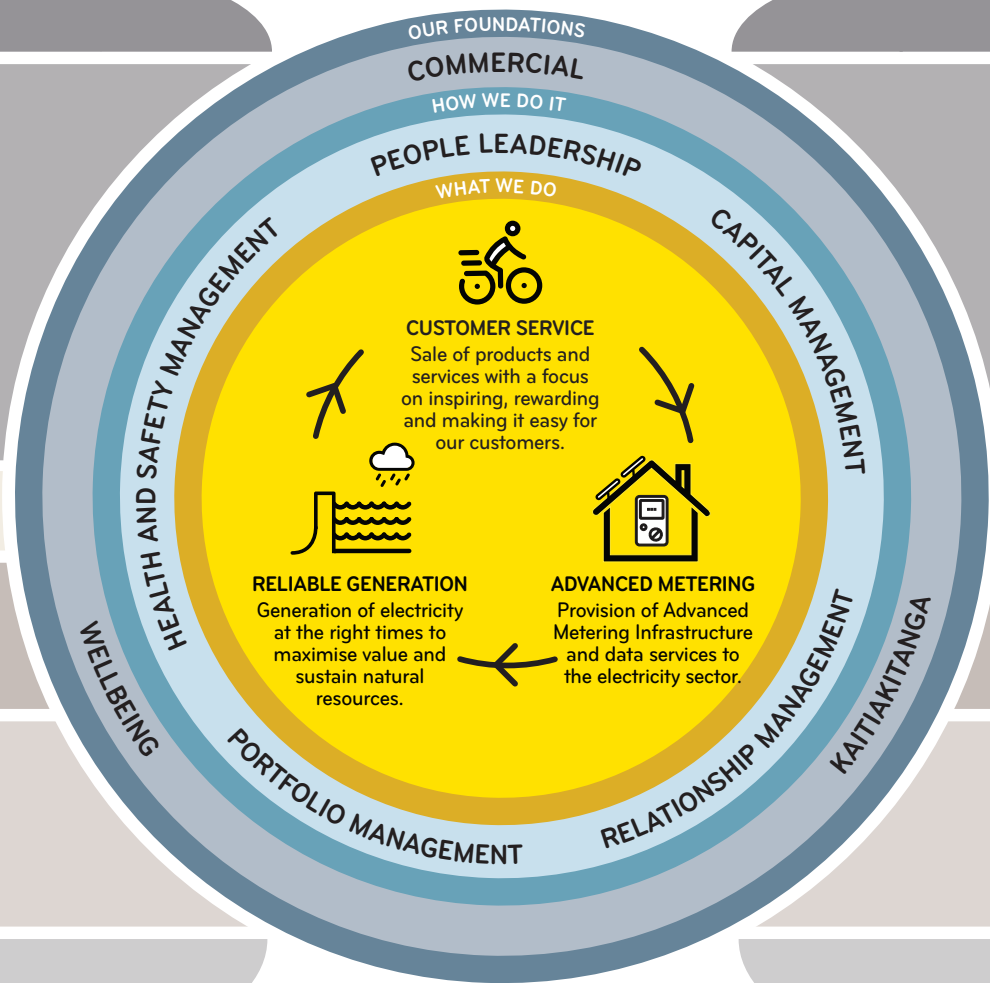 OUR FOUNDATIONS
COMMERCIAL
HOW WE DO IT
PEOPLE LEADERSHIP
WHAT WE DO
HEALTH AND SAFETY MANAGEMENT
CAPITAL MANAGEMENT
CUSTOMER SERVICE
Sale of products and
services with a focus
on inspiring, rewarding
and making it easy for
our customers.
RELIABLE GENERATION
Generation of electricity
at the right times to
maximise value and
sustain natural
resources.
ADVANCED METERING
Provision of Advanced
Metering Infrastructure
and data services to
the electricity sector.
WELLBEING
KAITIAKITANGA
PORTFOLIO MANAGEMENT
RELATIONSHIP MANAGEMENT